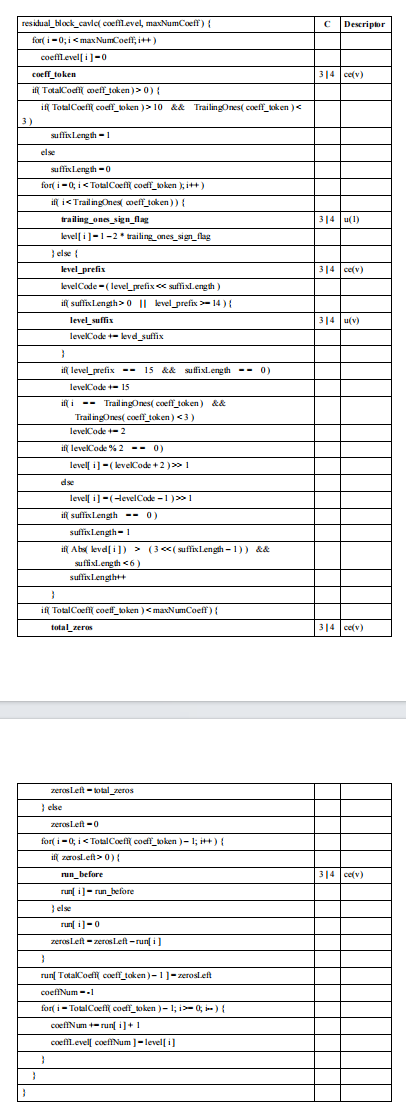 residual_block_cavlc( coeffLevel, maxNumCoeff ) { C Descriptor
for( i = 0; i < maxNumCoeff; i++ )
coeffLevel[ i ] = 0
coeff_token 3 | 4 ce(v)
if( TotalCoeff( coeff_token ) > 0 ) {
if( TotalCoeff( coeff_token ) > 10 && TrailingOnes( coeff_token ) <
3 )
suffixLength = 1
else
suffixLength = 0
for( i = 0; i < TotalCoeff( coeff_token ); i++ )
if( i < TrailingOnes( coeff_token ) ) {
trailing_ones_sign_flag 3 | 4 u(1)
level[ i ] = 1 – 2 * trailing_ones_sign_flag
} else {
level_prefix 3 | 4 ce(v)
levelCode = ( level_prefix << suffixLength )
if( suffixLength > 0 || level_prefix >= 14 ) {
level_suffix 3 | 4 u(v)
levelCode += level_suffix
}
if( level_prefix == 15 && suffixLength == 0 )
levelCode += 15
if( i == TrailingOnes( coeff_token ) &&
TrailingOnes( coeff_token ) < 3 )
levelCode += 2
if( levelCode % 2 == 0 )
level[ i ] = ( levelCode + 2 ) >> 1
else
level[ i ] = ( –levelCode – 1 ) >> 1
if( suffixLength == 0 )
suffixLength = 1
if( Abs( level[ i ] ) > ( 3 << ( suffixLength – 1 ) ) &&
suffixLength < 6 )
suffixLength++
}
if( TotalCoeff( coeff_token ) < maxNumCoeff ) {
total_zeros 3 | 4 ce(v)
zerosLeft = total_zeros
} else
zerosLeft = 0
for( i = 0; i < TotalCoeff( coeff_token ) – 1; i++ ) {
if( zerosLeft > 0 ) {
run_before 3 | 4 ce(v)
run[ i ] = run_before
} else
run[ i ] = 0
zerosLeft = zerosLeft – run[ i ]
}
run[ TotalCoeff( coeff_token ) – 1 ] = zerosLeft
coeffNum = -1
for( i = TotalCoeff( coeff_token ) – 1; i >= 0; i-- ) {
coeffNum += run[ i ] + 1
coeffLevel[ coeffNum ] = level[ i ]
}
}
}